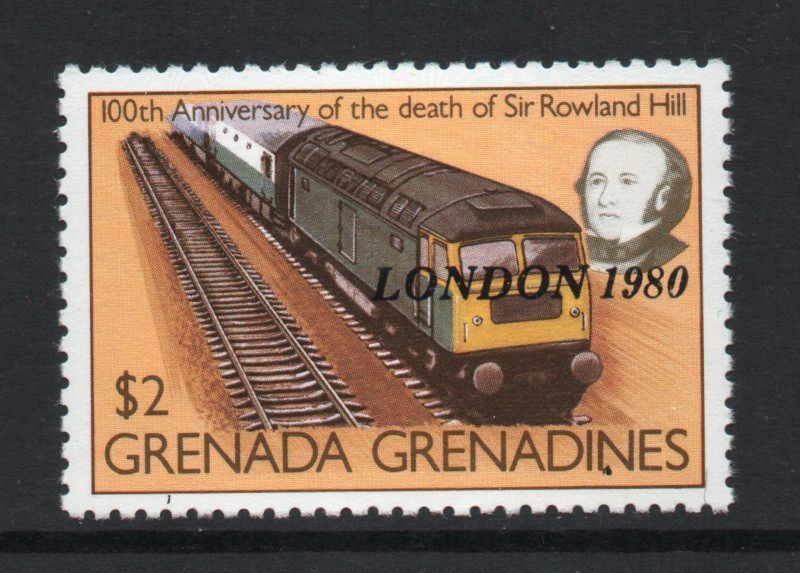 100th Anniversary of the death of Sir Rowland Hill
LONDON 1980
$2
GRENADA GRENADINES